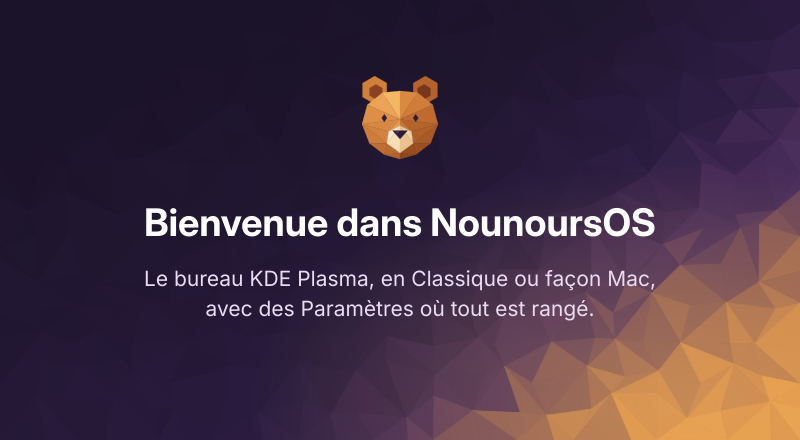 Bienvenue dans NounoursOS
Le bureau KDE Plasma, en Classique ou façon Mac,
avec des Paramètres où tout est rangé.